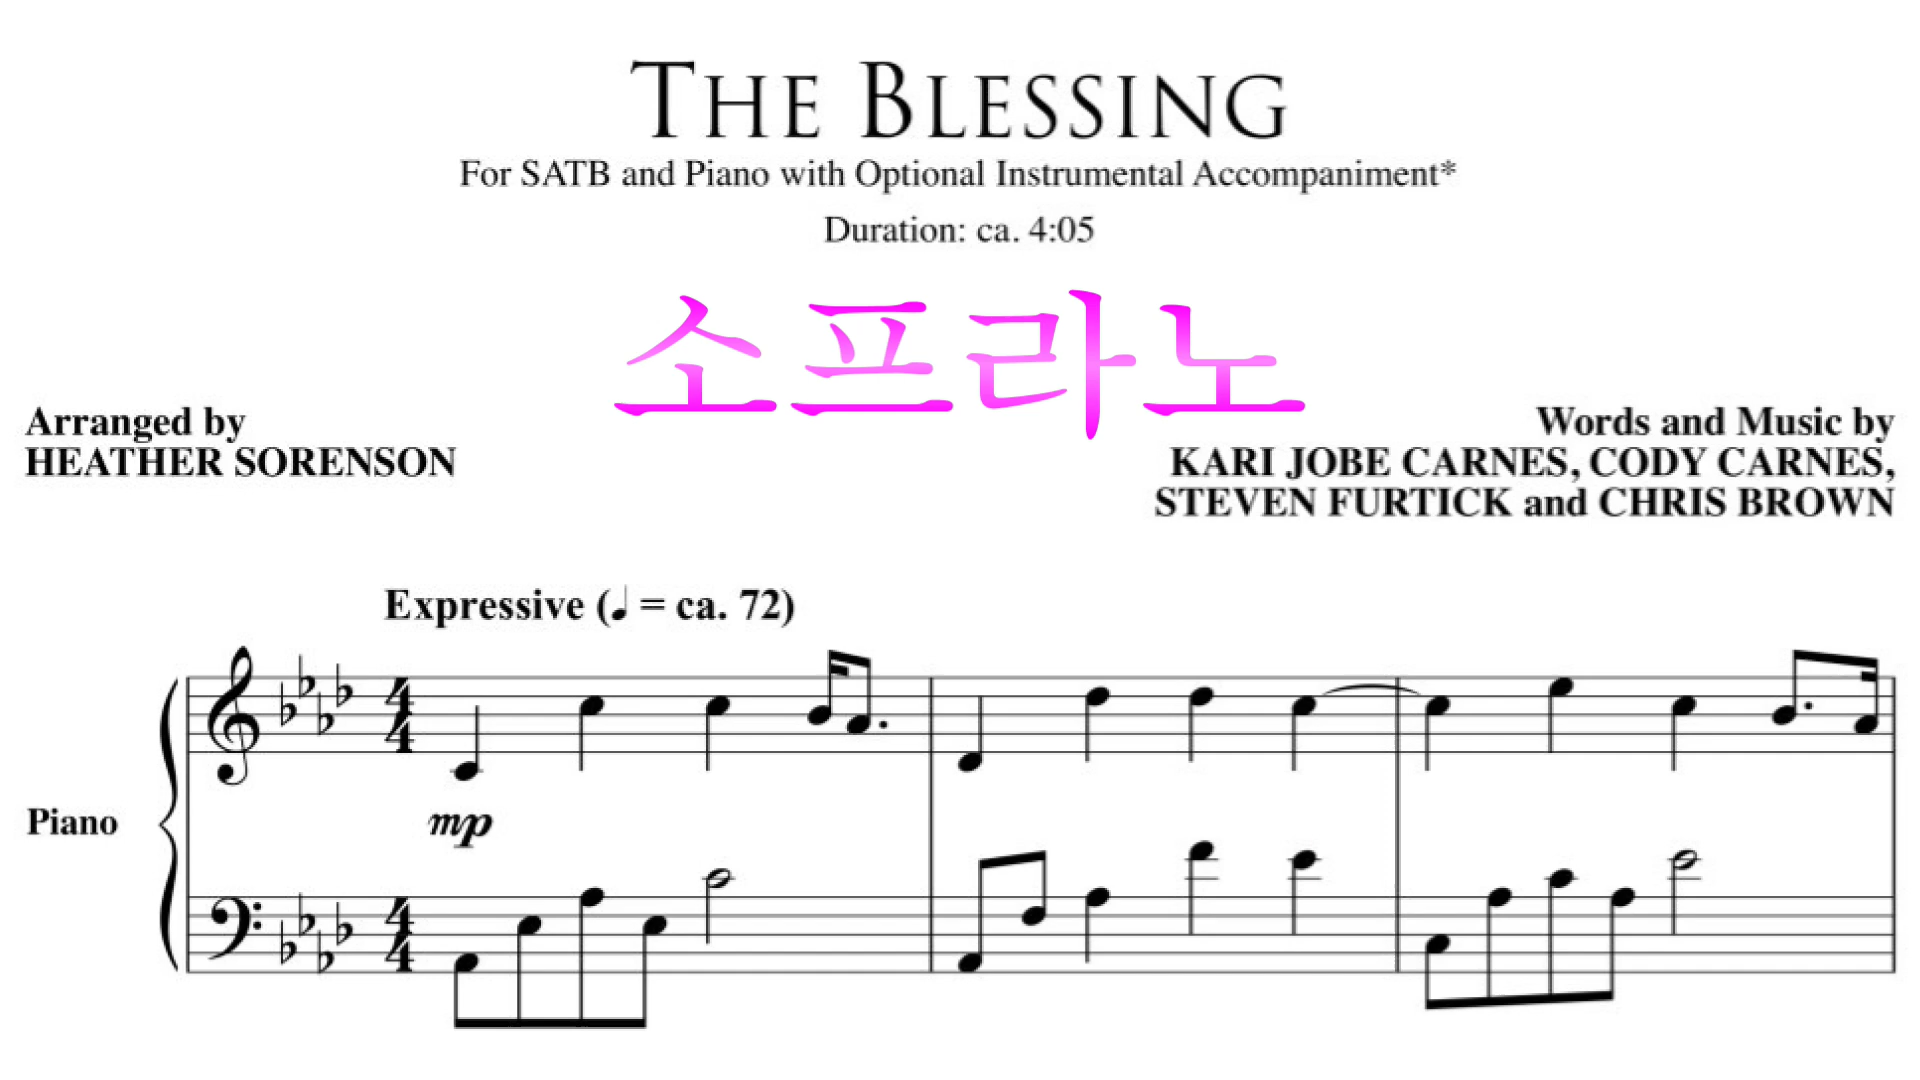 THE BLESSING
For SATB and Piano with Optional Instrumental Accompaniment*
Duration: ca. 4:05
소프라노
Arranged by
HEATHER SORENSON
Words and Music by
KARI JOBE CARNES, CODY CARNES,
STEVEN FURTICK and CHRIS BROWN
Expressive (♩ = ca. 72)
Piano
mp